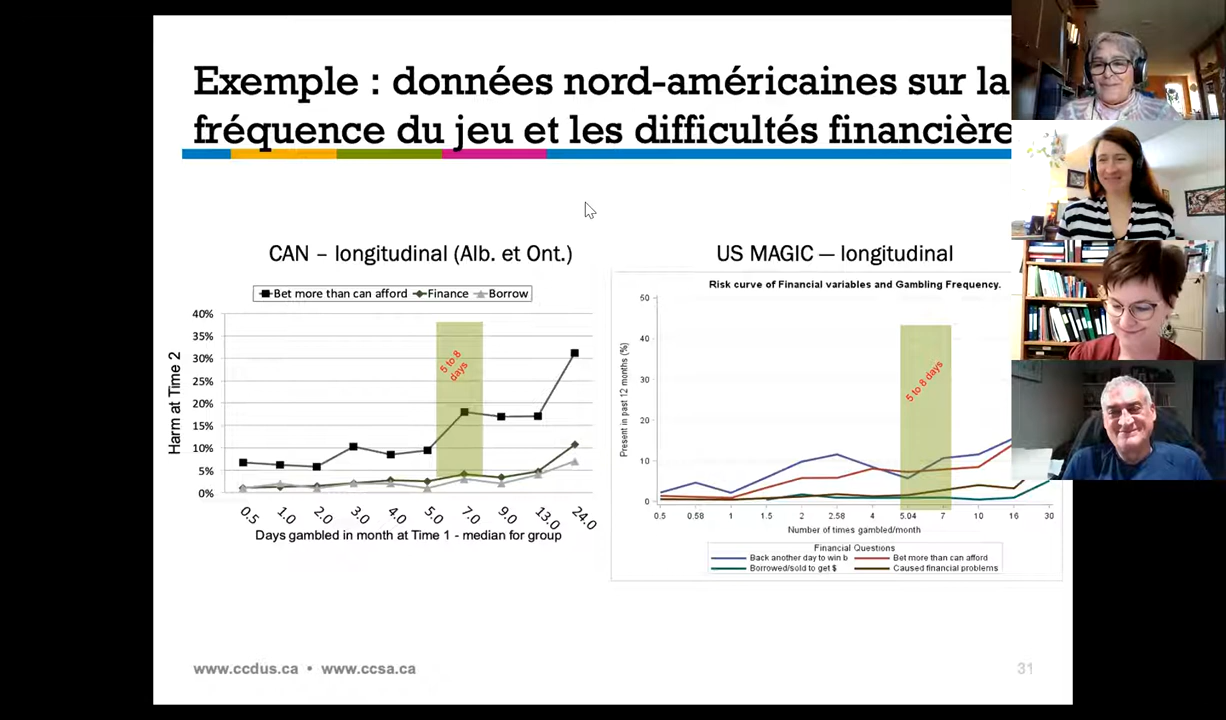 Exemple : données nord-américaines sur la
fréquence du jeu et les difficultés financière
CAN – longitudinal (Alb. et Ont.)
Bet more than can afford Finance Borrow
Harm at Time 2
40%
35%
30%
25%
20%
15%
10%
5%
0%
5 to 8
days
0.5 1.0 2.0 3.0 4.0 5.0 7.0 9.0 13.0 24.0
Days gambled in month at Time 1 - median for group
US MAGIC — longitudinal
Risk curve of Financial variables and Gambling Frequency.
Present in past 12 months (%)
50
40
30
20
10
0
5 to 8 days
0.5 0.58 1 1.5 2 2.58 4 5.04 7 10 16 30
Number of times gambled/month
Financial Questions
Back another day to win b Bet more than can afford
Borrowed/sold to get $ Caused financial problems
www.ccdus.ca • www.ccsa.ca
31